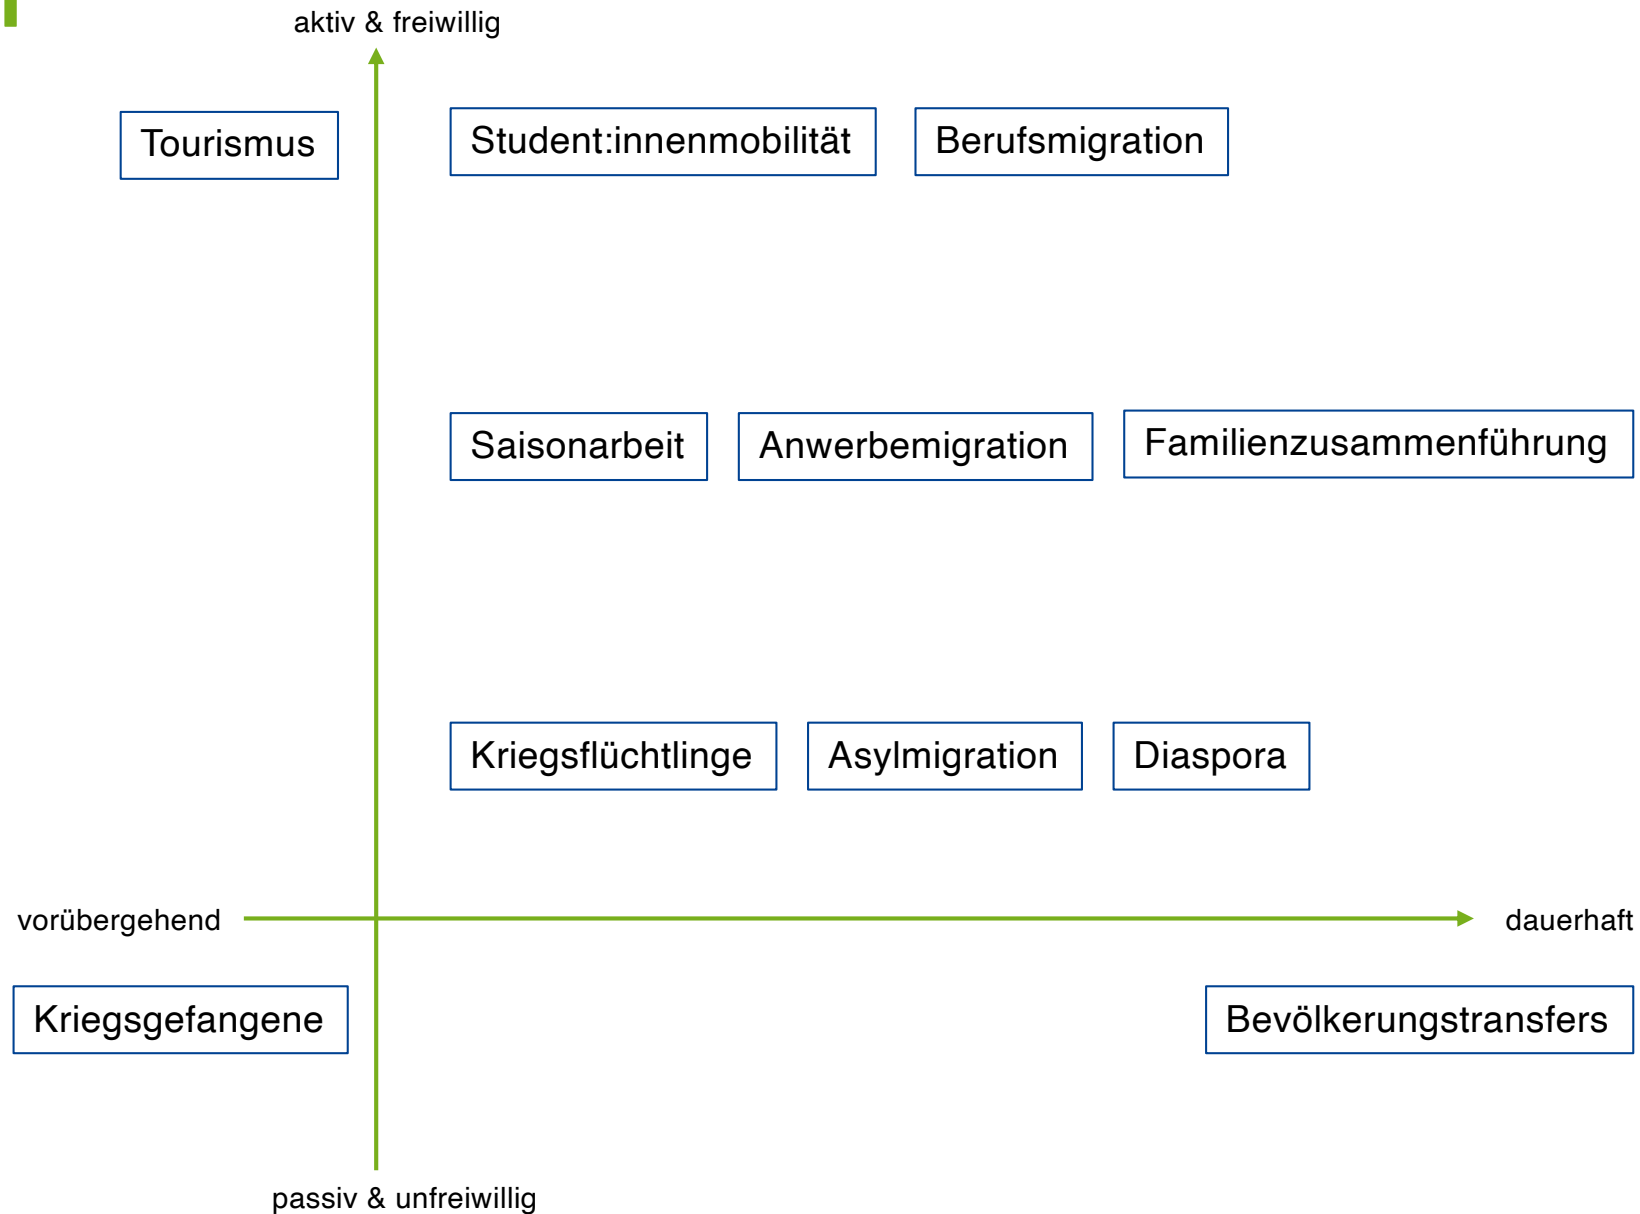 aktiv & freiwillig
Tourismus
Student:innenmobilität
Berufsmigration
Saisonarbeit
Anwerbemigration
Familienzusammenführung
Kriegsflüchtlinge
Asylmigration
Diaspora
vorübergehend
dauerhaft
Kriegsgefangene
Bevölkerungstransfers
passiv & unfreiwillig